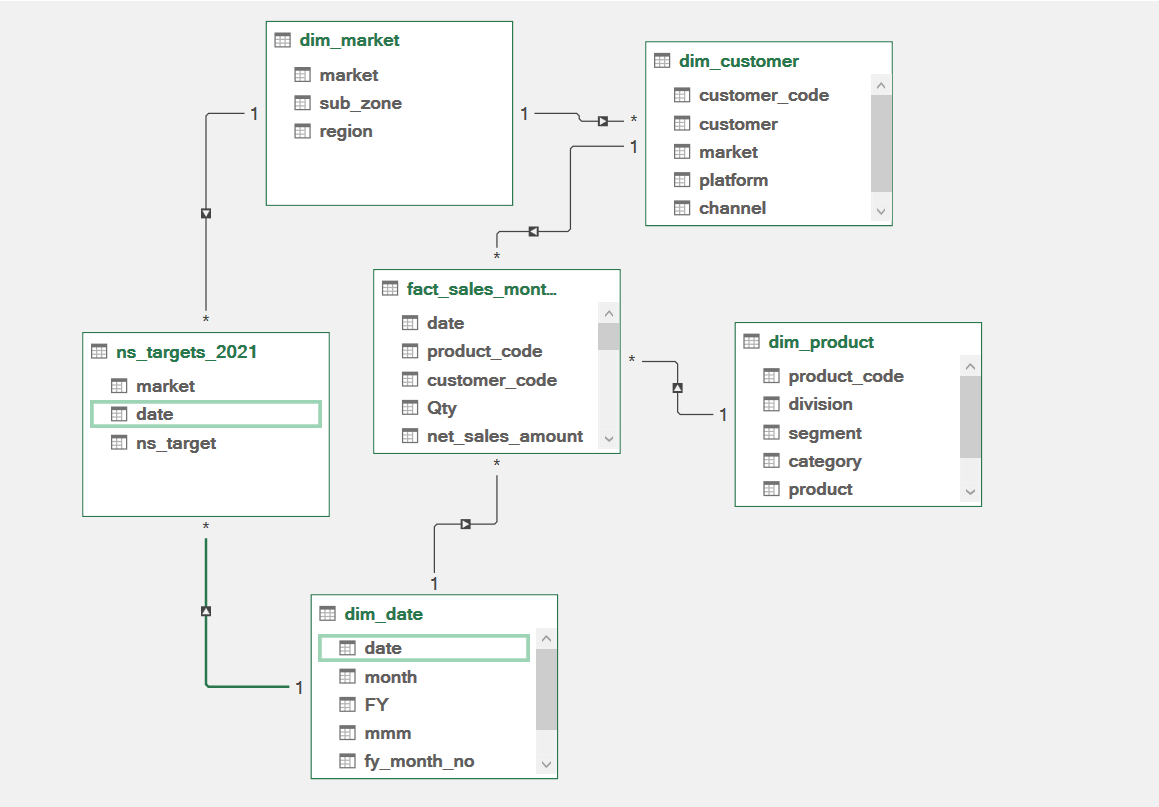 dim_market
market
sub_zone
region
1
1
*
dim_customer
customer_code
customer
market
platform
channel
*
1
*
fact_sales_mont...
date
product_code
customer_code
Qty
net_sales_amount
*
1
dim_product
product_code
division
segment
category
product
ns_targets_2021
market
date
ns_target
*
*
1
1
dim_date
date
month
FY
mmm
fy_month_no